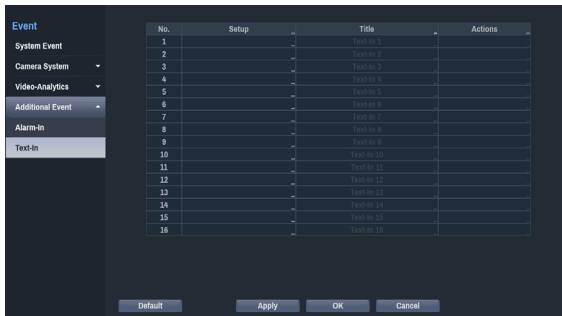 Event
System Event
Camera System
Video-Analytics
Additional Event
Alarm-In
Text-In
No. Setup Title Actions
1 Text-In 1
2 Text-In 2
3 Text-In 3
4 Text-In 4
5 Text-In 5
6 Text-In 6
7 Text-In 7
8 Text-In 8
9 Text-In 9
10 Text-In 10
11 Text-In 11
12 Text-In 12
13 Text-In 13
14 Text-In 14
15 Text-In 15
16 Text-In 16
Default Apply OK Cancel